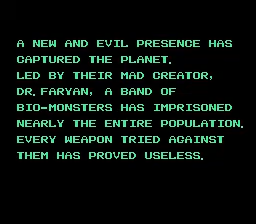 A NEW AND EVIL PRESENCE HAS
CAPTURED THE PLANET.
LED BY THEIR MAD CREATOR,
DR.FARYAN, A BAND OF
BIO-MONSTERS HAS IMPRISONED
NEARLY THE ENTIRE POPULATION.
EVERY WEAPON TRIED AGAINST
THEM HAS PROVED USELESS.